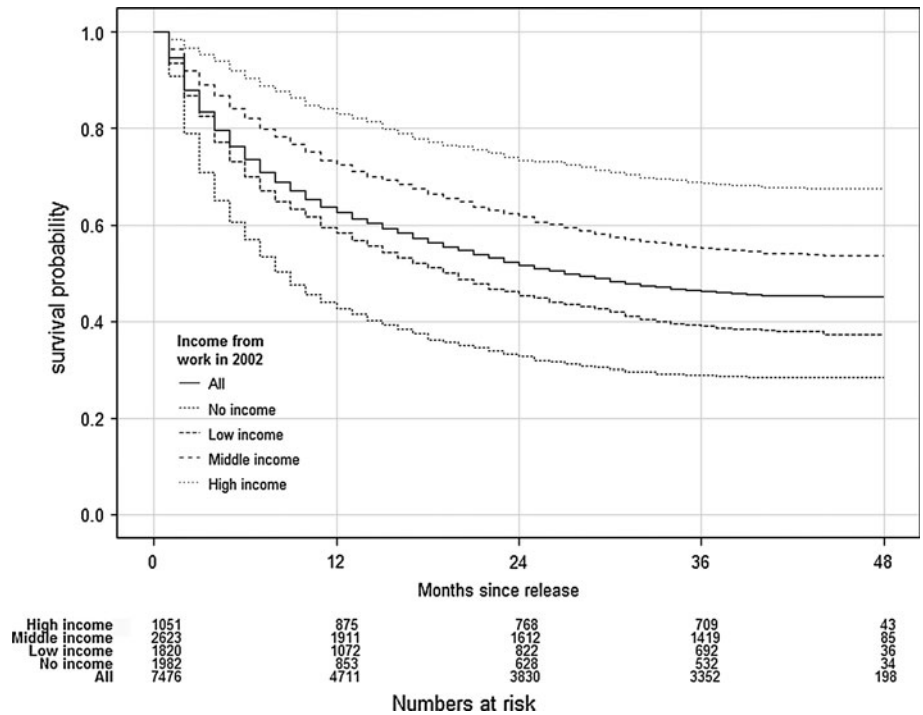 1.0
0.8
0.6
0.4
0.2
0.0
survival probability
Income from
work in 2002
All
No income
Low income
Middle income
High income
0 12 24 36 48
Months since release
High income 1051 875 768 709 43
Middle income 2623 1911 1612 1419 85
Low income 1820 1072 822 692 36
No income 1982 853 628 532 34
All 7476 4711 3830 3352 198
Numbers at risk